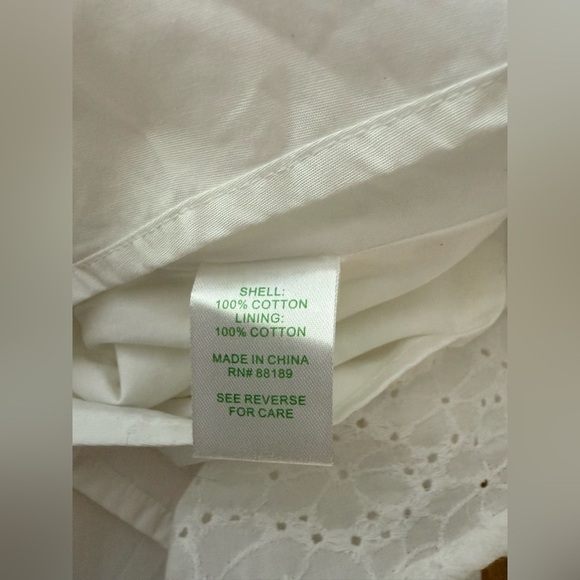 SHELL:
100% COTTON
LINING:
100% COTTON
MADE IN CHINA
RN# 88189
SEE REVERSE
FOR CARE